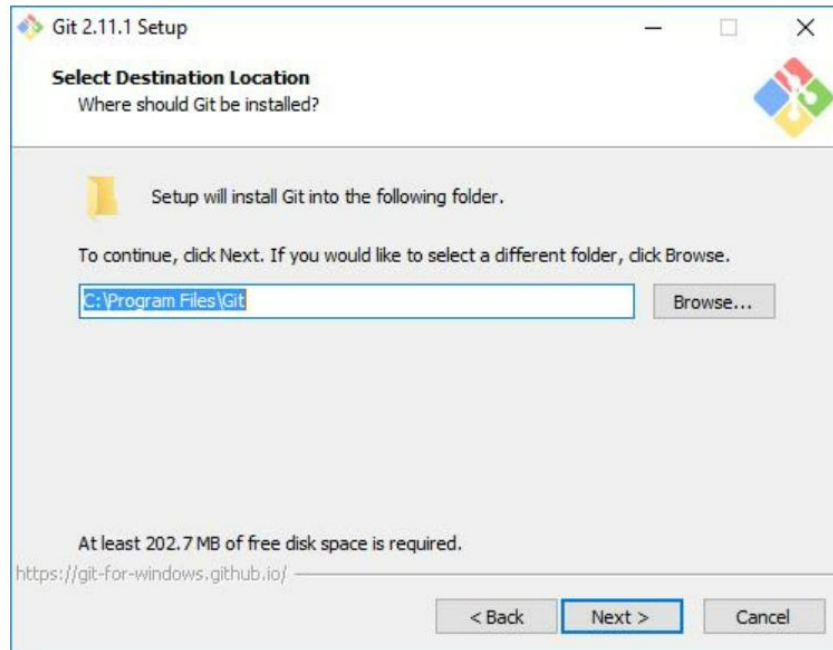 Git 2.11.1 Setup
Select Destination Location
Where should Git be installed?
Setup will install Git into the following folder.
To continue, click Next. If you would like to select a different folder, click Browse.
C:\Program Files\Git
Browse...
At least 202.7 MB of free disk space is required.
https://git-for-windows.github.io/
< Back
Next >
Cancel